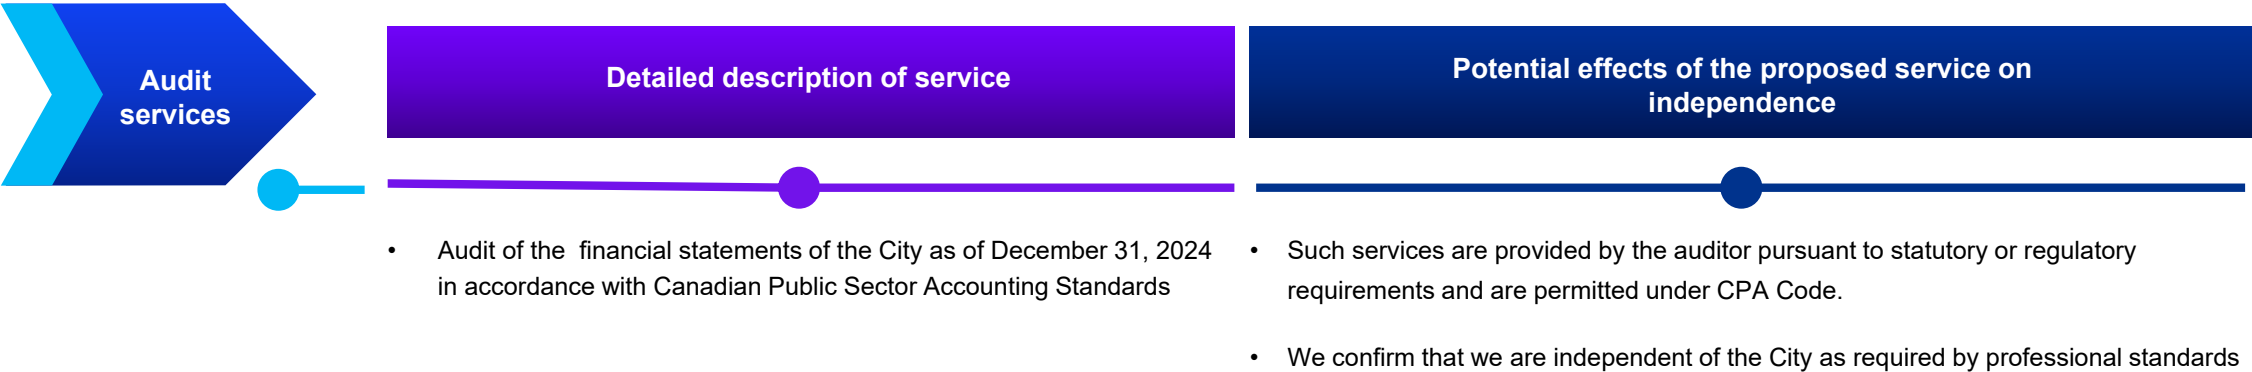 Audit
services
Detailed description of service
Potential effects of the proposed service on
independence
• Audit of the financial statements of the City as of December 31, 2024
in accordance with Canadian Public Sector Accounting Standards
• Such services are provided by the auditor pursuant to statutory or regulatory
requirements and are permitted under CPA Code.
• We confirm that we are independent of the City as required by professional standards